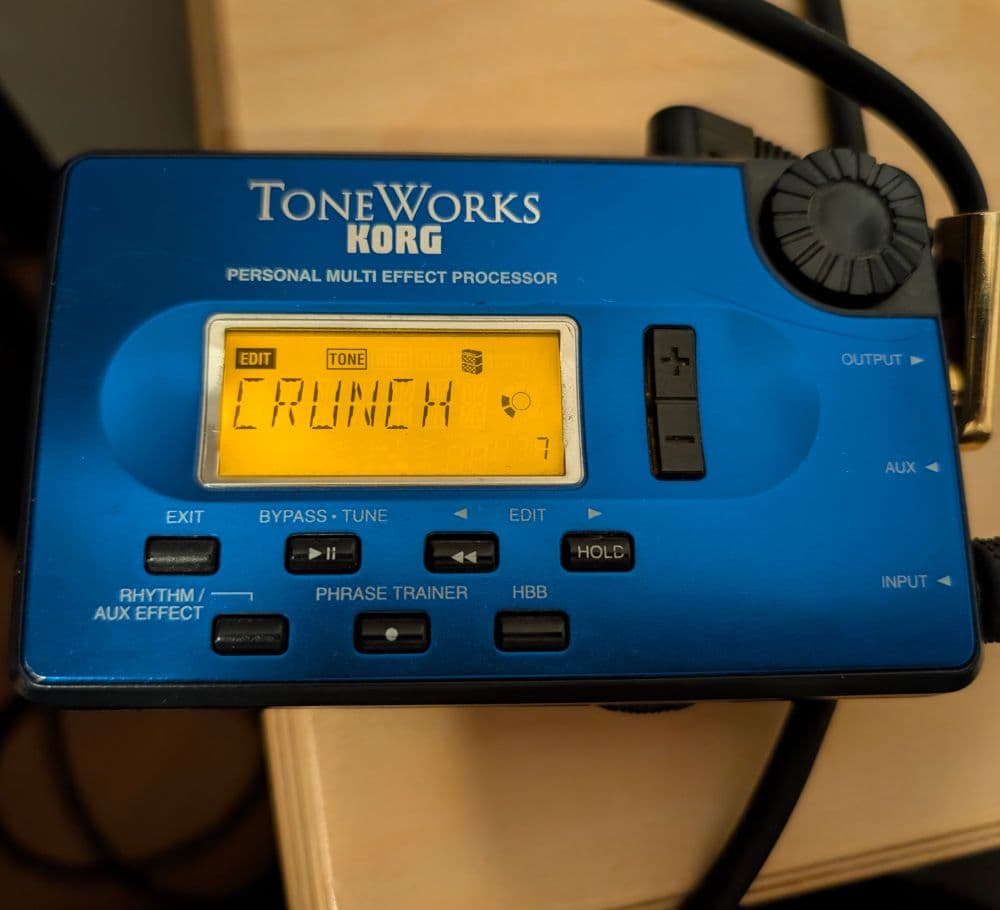 TONEWORKS
KORG
PERSONAL MULTI EFFECT PROCESSOR
EDIT TONE
CRUNCH
7
+
−
OUTPUT ▶
AUX ◀
INPUT ◀
EXIT
BYPASS • TUNE
◀ EDIT ▶
▶II
◀◀
HOLD
RHYTHM /
AUX EFFECT
PHRASE TRAINER
HBB
●